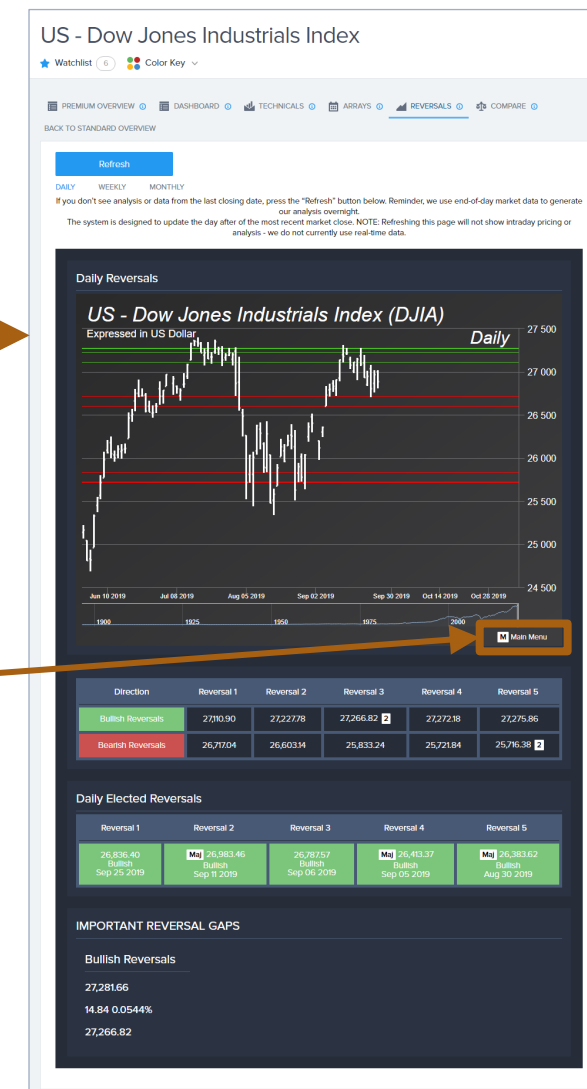 US - Dow Jones Industrials Index
Watchlist 6 Color Key
PREMIUM OVERVIEW DASHBOARD TECHNICALS ARRAYS REVERSALS COMPARE
BACK TO STANDARD OVERVIEW
Refresh
DAILY WEEKLY MONTHLY
If you don't see analysis or data from the last closing date, press the "Refresh" button below. Reminder, we use end-of-day market data to generate
our analysis overnight.
The system is designed to update the day after of the most recent market close. NOTE: Refreshing this page will not show intraday pricing or
analysis - we do not currently use real-time data.
Daily Reversals
US - Dow Jones Industrials Index (DJIA)
Expressed in US Dollar
Daily
27 500
27 000
26 500
26 000
25 500
25 000
24 500
Jun 10 2019 Jul 08 2019 Aug 05 2019 Sep 02 2019 Sep 30 2019 Oct 14 2019 Oct 28 2019
1900 1925 1950 1975 2000
M Main Menu
Direction Reversal 1 Reversal 2 Reversal 3 Reversal 4 Reversal 5
Bullish Reversals 27,110.90 27,227.78 27,266.82 2 27,272.18 27,275.86
Bearish Reversals 26,717.04 26,603.14 25,833.24 25,721.84 25,716.38 2
Daily Elected Reversals
Reversal 1 Reversal 2 Reversal 3 Reversal 4 Reversal 5
26,836.40 Maj 26,983.46 26,787.57 Maj 26,413.37 Maj 26,383.62
Bullish Bullish Bullish Bullish Bullish
Sep 25 2019 Sep 11 2019 Sep 06 2019 Sep 05 2019 Aug 30 2019
IMPORTANT REVERSAL GAPS
Bullish Reversals
27,281.66
14.84 0.0544%
27,266.82